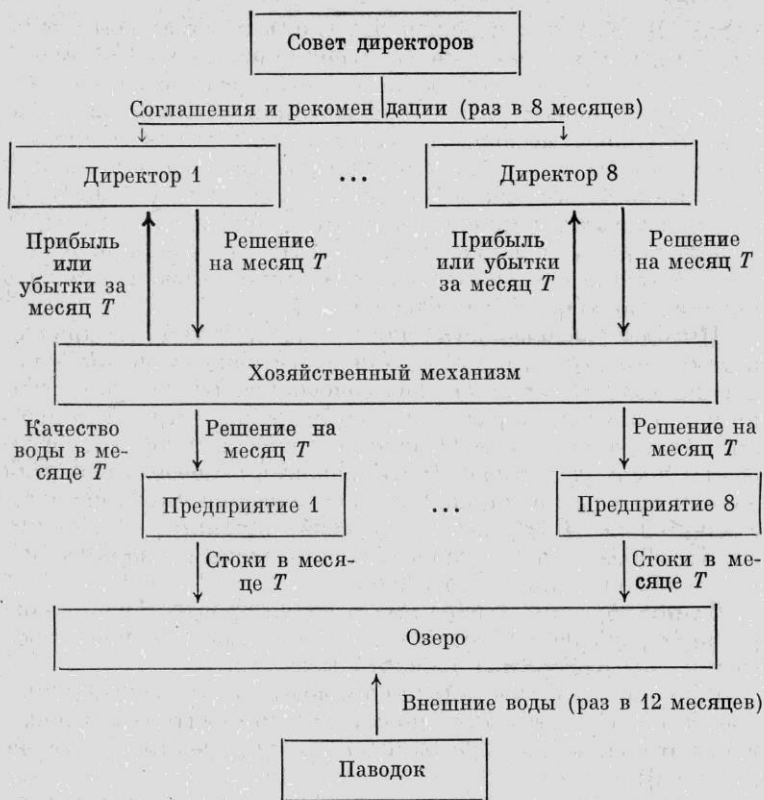 Совет директоров
Соглашения и рекомендации (раз в 8 месяцев)
Директор 1
...
Директор 8
Прибыль
или
убытки за
месяц T
Решение
на месяц T
Прибыль
или убытки
за месяц T
Решение
на месяц T
Хозяйственный механизм
Качество
воды в ме-
сяце T
Решение на
месяц T
Решение на
месяц T
Предприятие 1
...
Предприятие 8
Стоки в меся-
це T
Стоки в ме-
сяце T
Озеро
Внешние воды (раз в 12 месяцев)
Паводок